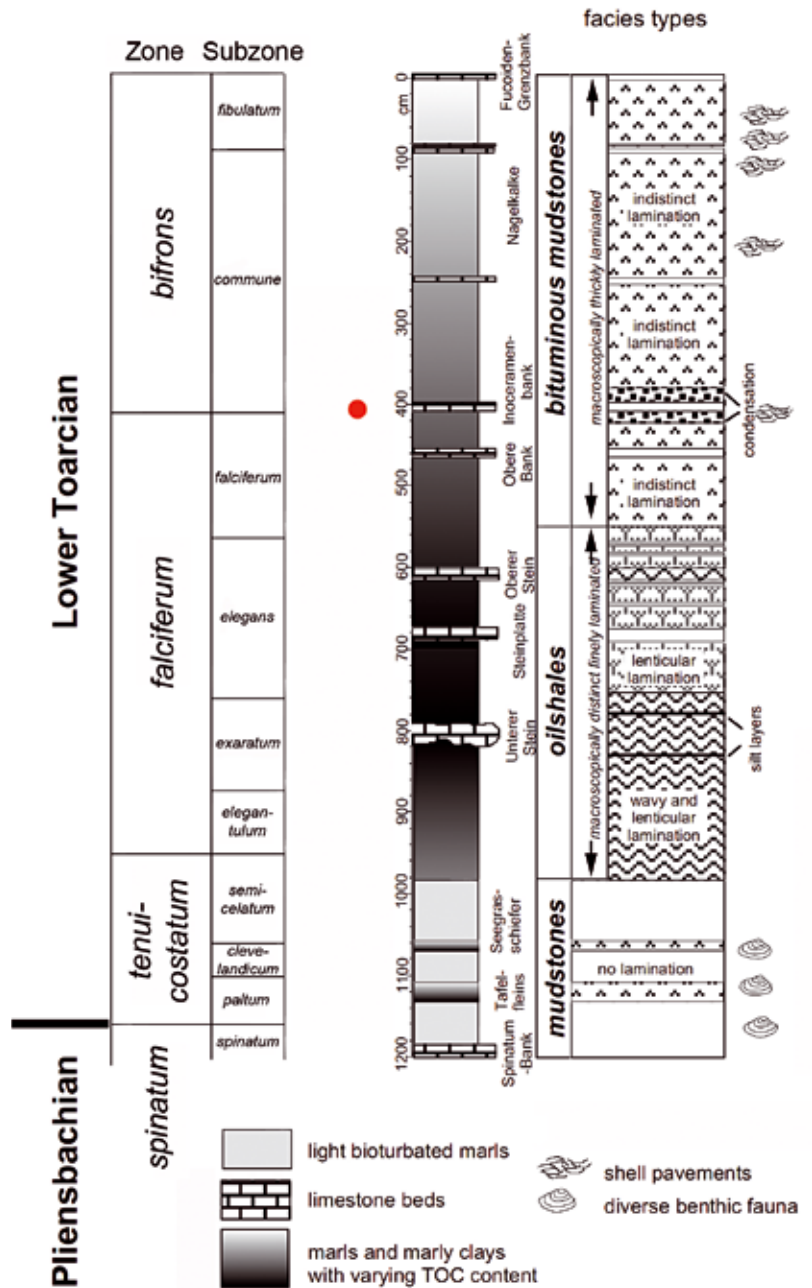 facies types
Zone
Subzone
Lower Toarcian
Pliensbachian
bifrons
falciferum
tenui-
costatum
spinatum
fibulatum
commune
falciferum
elegans
exaratum
elegan-
tulum
semi-
celatum
cleve-
landicum
paltum
spinatum
0
cm
100
200
300
400
500
600
700
800
900
1000
1100
1200
Fucoiden-
Grenzbank
Nagelkalke
Inoceramen-
bank
Obere
Bank
Oberer
Stein
Steinplatte
Unterer
Stein
Seegras-
schiefer
Tafel-
fleins
Spinatum
-Bank
bituminous mudstones
oilshales
mudstones
macroscopically thickly laminated
macroscopically distinct finely laminated
indistinct
lamination
indistinct
lamination
indistinct
lamination
lenticular
lamination
wavy and
lenticular
lamination
no lamination
condensation
silt layers
light bioturbated marls
limestone beds
marls and marly clays
with varying TOC content
shell pavements
diverse benthic fauna